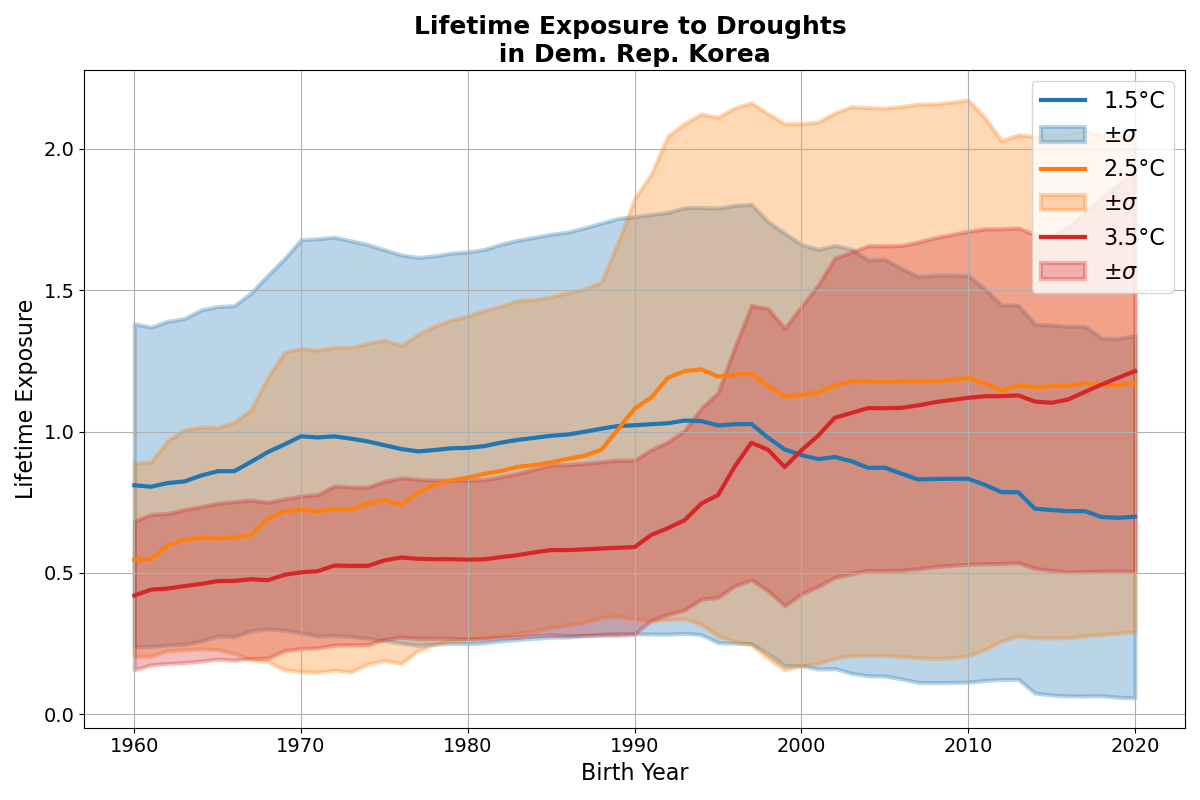 Lifetime Exposure to Droughts
in Dem. Rep. Korea
Lifetime Exposure
2.0
1.5
1.0
0.5
0.0
1.5°C
±σ
2.5°C
±σ
3.5°C
±σ
1960
1970
1980
1990
2000
2010
2020
Birth Year